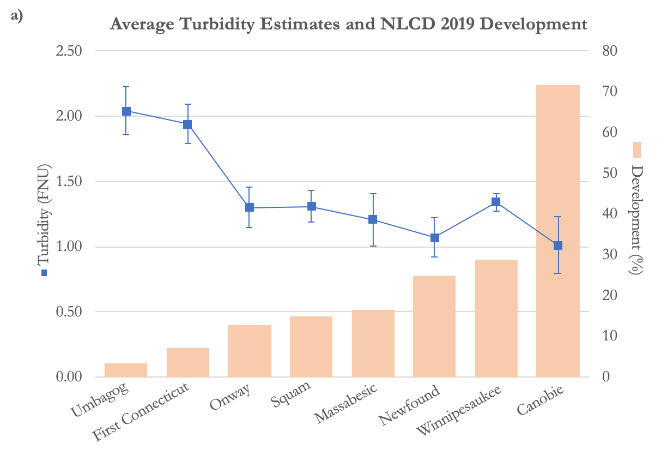 a)
Average Turbidity Estimates and NLCD 2019 Development
2.50
2.00
1.50
1.00
0.50
0.00
Turbidity (FNU)
80
70
60
50
40
30
20
10
0
Development (%)
Umbagog
First Connecticut
Onway
Squam
Massabesic
Newfound
Winnipesaukee
Canobie